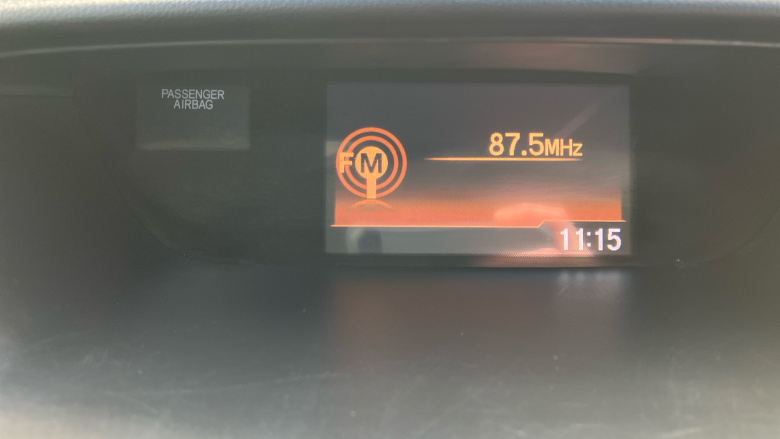 PASSENGER
AIRBAG
FM
87.5MHz
11:15